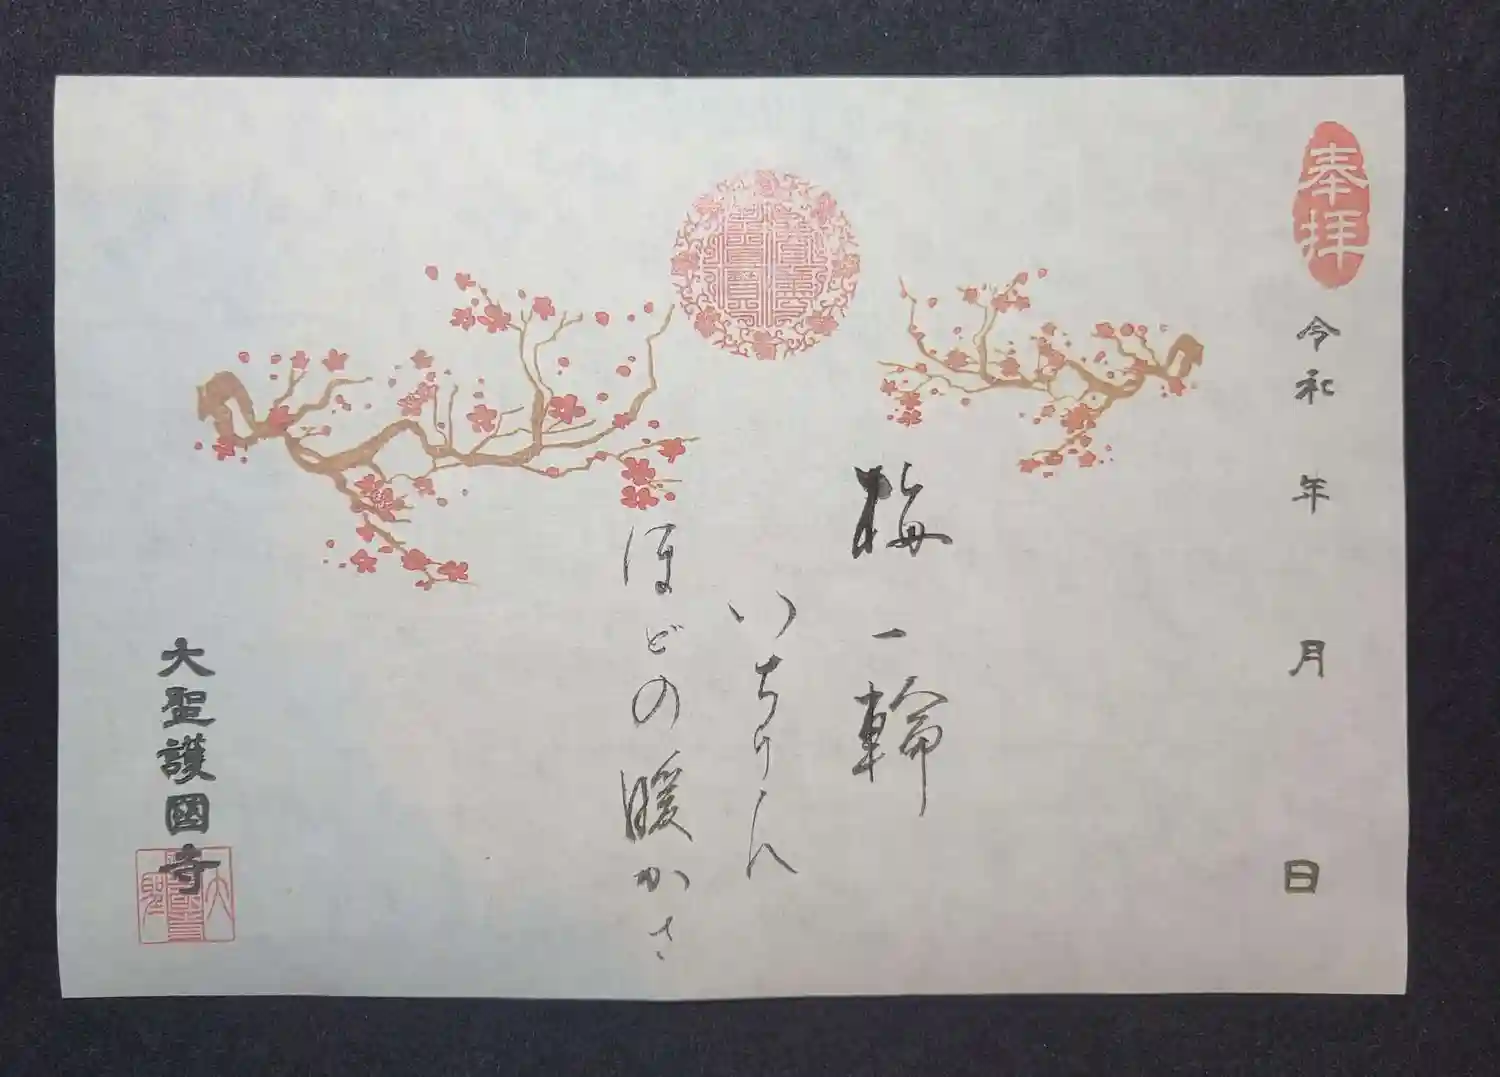 奉拝
令和 年 月 日
梅一輪
いちりん
ほどの暖かさ
大聖護國寺